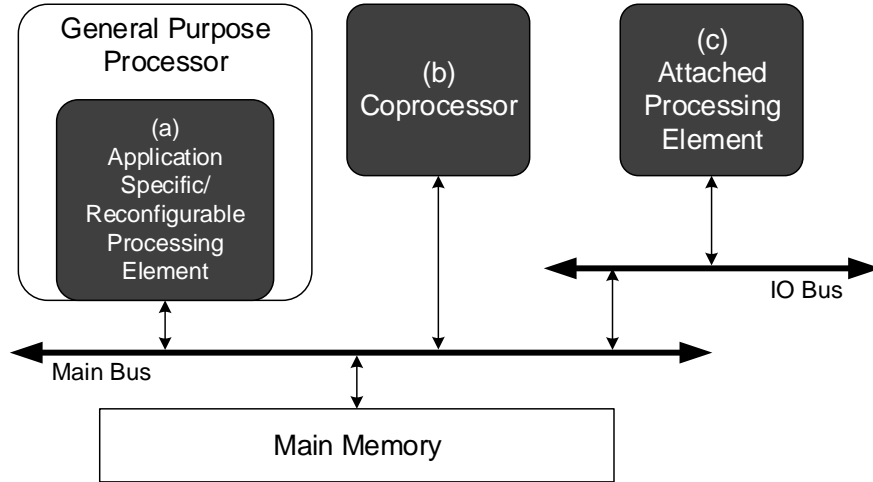 General Purpose
Processor
(a)
Application
Specific/
Reconfigurable
Processing
Element
(b)
Coprocessor
(c)
Attached
Processing
Element
IO Bus
Main Bus
Main Memory